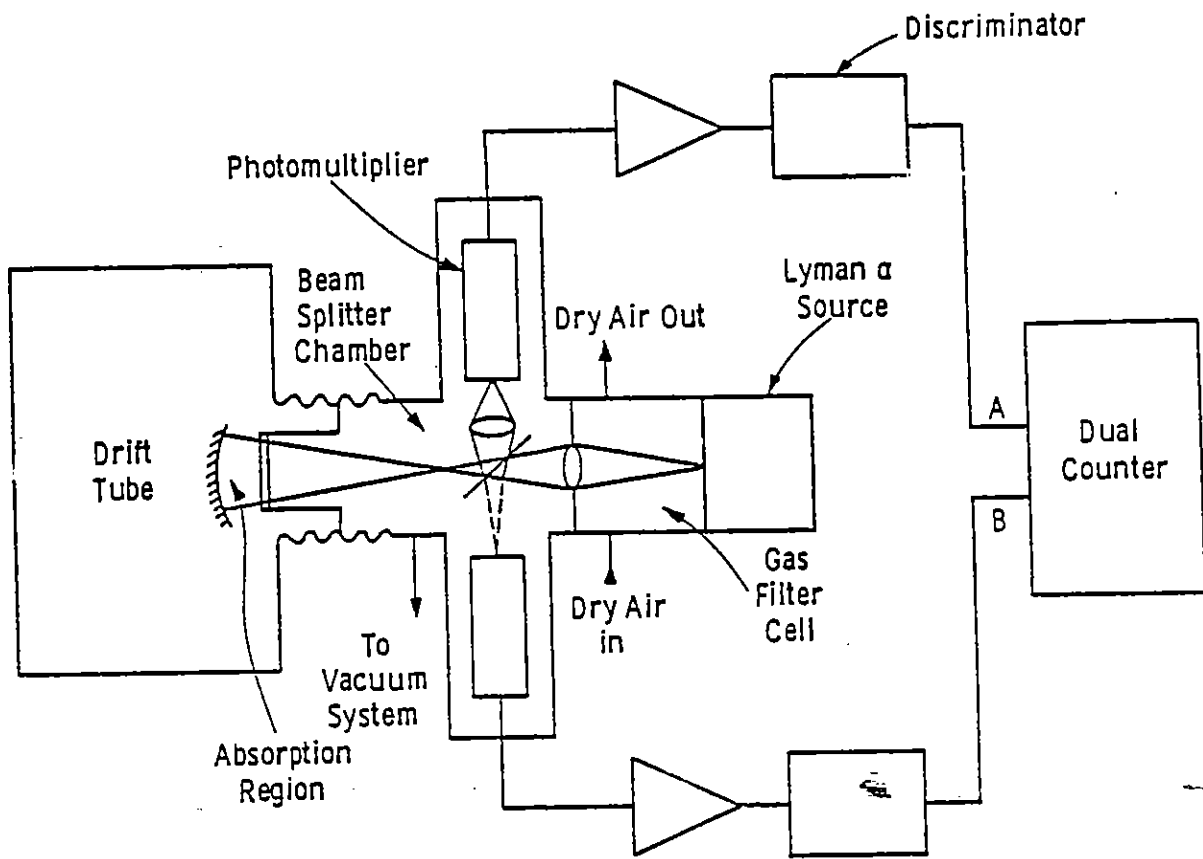 Discriminator
Photomultiplier
Beam
Splitter
Chamber
Dry Air Out
Lyman α
Source
Drift
Tube
A
B
Dual
Counter
Gas
Filter
Cell
Dry Air
in
To
Vacuum
System
Absorption
Region